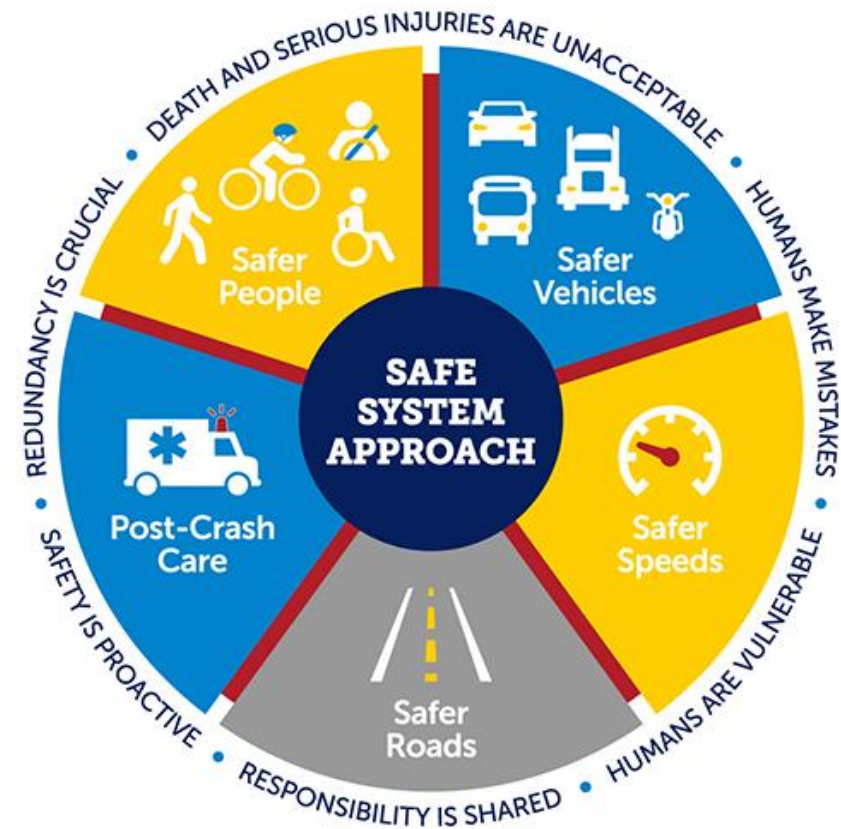 DEATH AND SERIOUS INJURIES ARE UNACCEPTABLE
HUMANS MAKE MISTAKES
HUMANS ARE VULNERABLE
RESPONSIBILITY IS SHARED
SAFETY IS PROACTIVE
REDUNDANCY IS CRUCIAL
SAFE
SYSTEM
APPROACH
Safer
People
Safer
Vehicles
Safer
Speeds
Safer
Roads
Post-Crash
Care